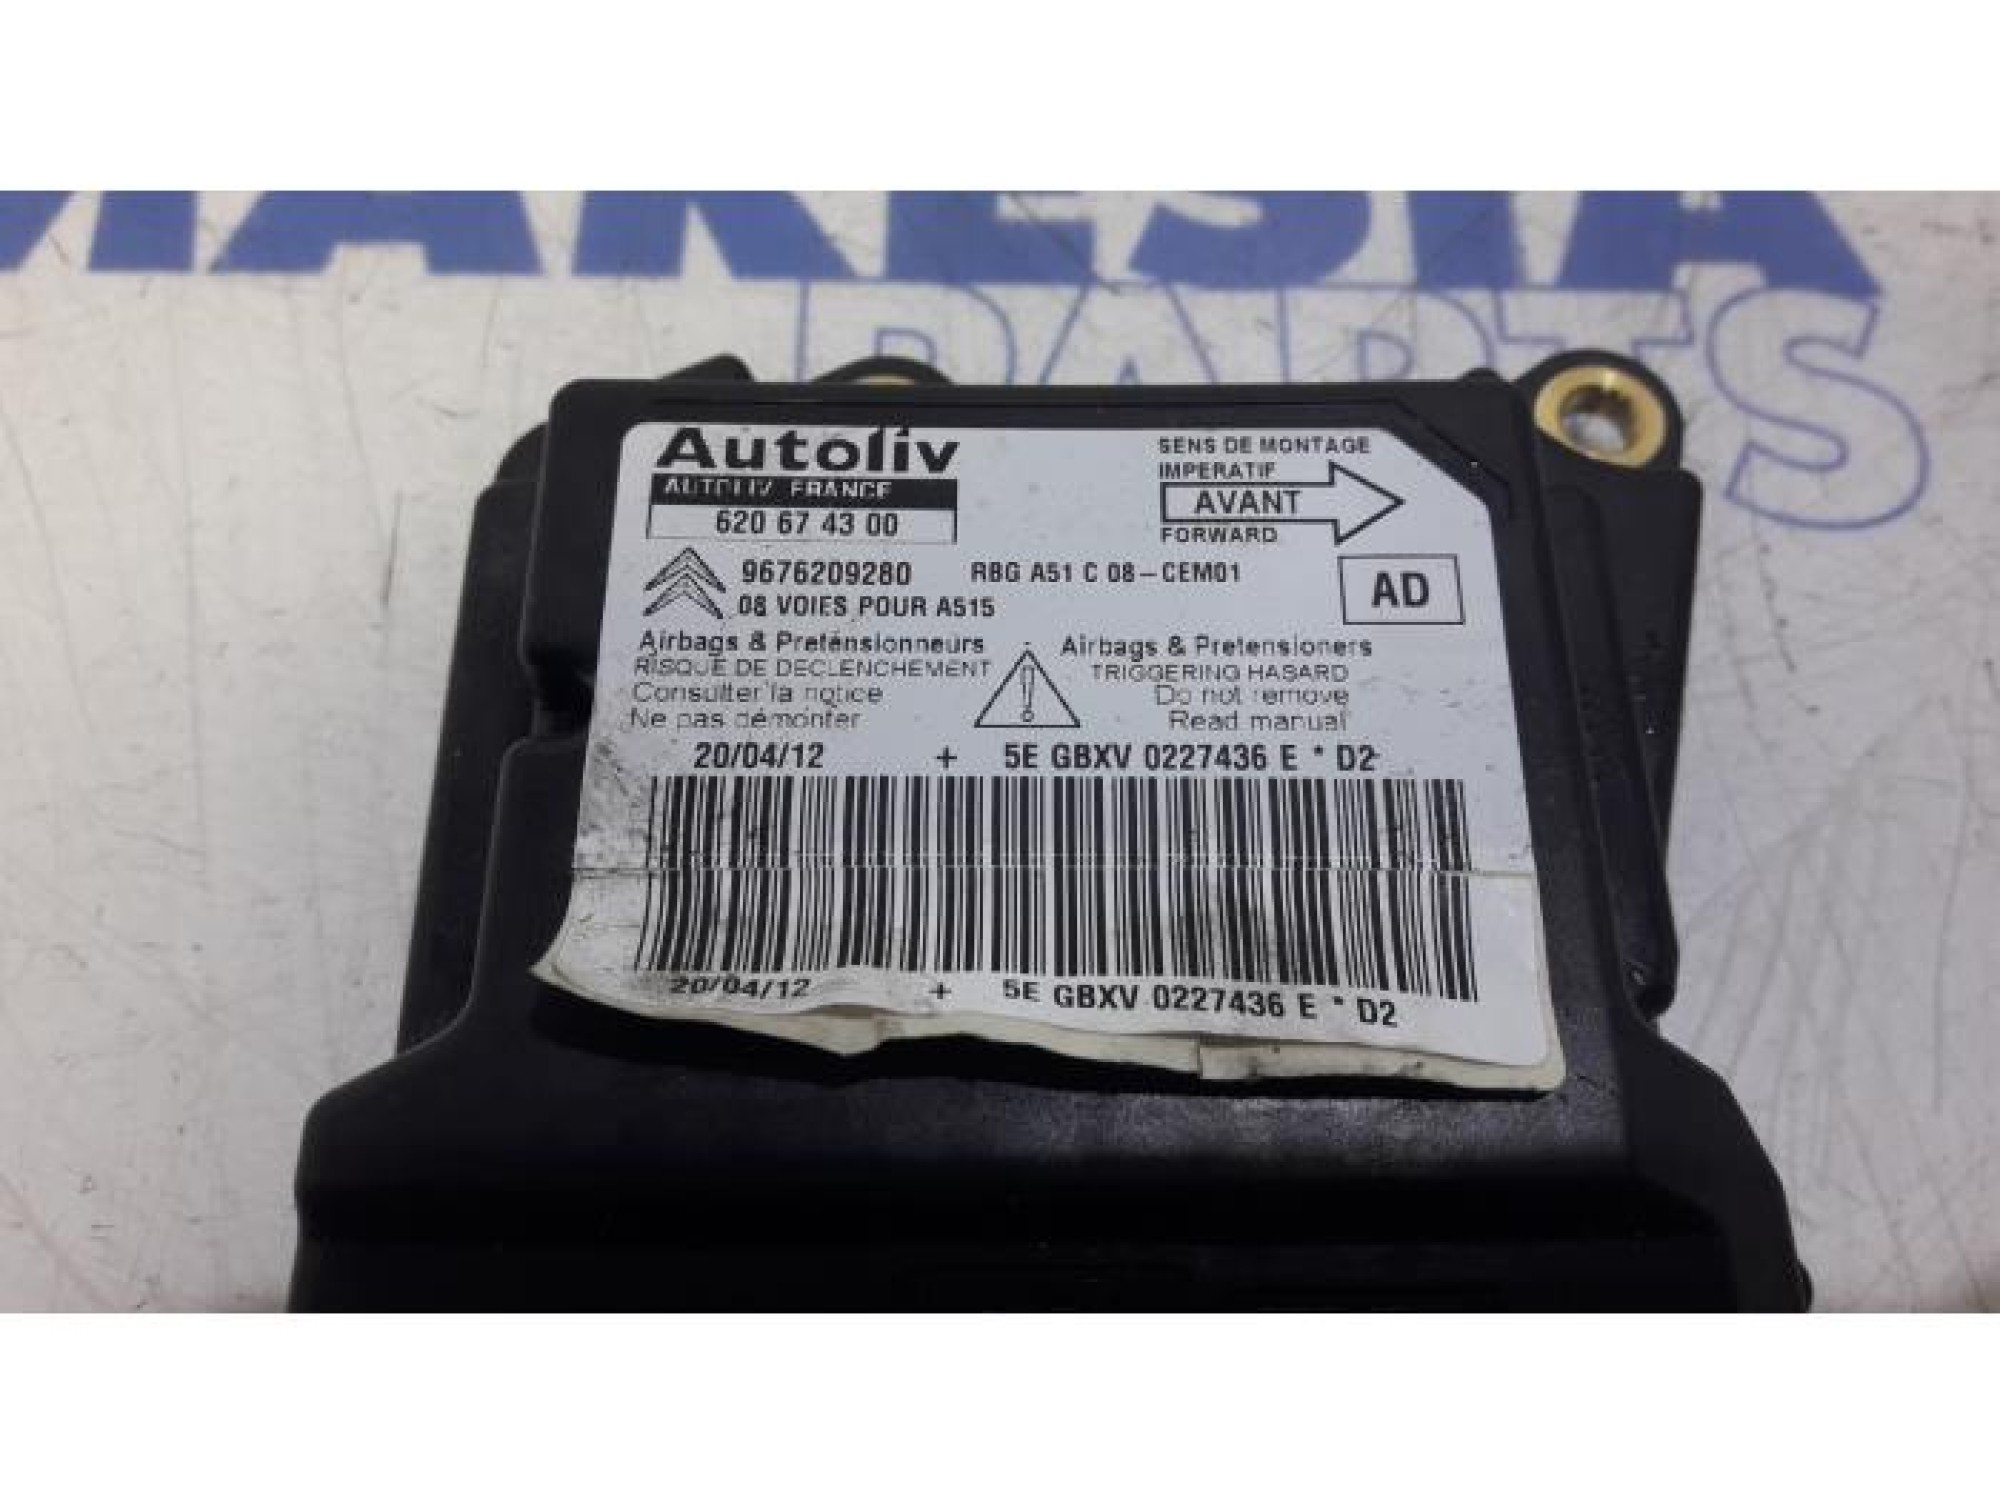 MAKESIA
PARTS
Autoliv
AUTOLIV FRANCE
620 67 43 00
SENS DE MONTAGE
IMPERATIF
AVANT
FORWARD
9676209280 RBG A51 C 08-CEM01
08 VOIES POUR A515
AD
Airbags & Pretensionneurs
RISQUE DE DECLENCHEMENT
Consulter la notice
Ne pas démonter
Airbags & Pretensioners
TRIGGERING HASARD
Do not remove
Read manual
20/04/12 + 5E GBXV 0227436 E * D2
20/04/12 + 5E GBXV 0227436 E * D2